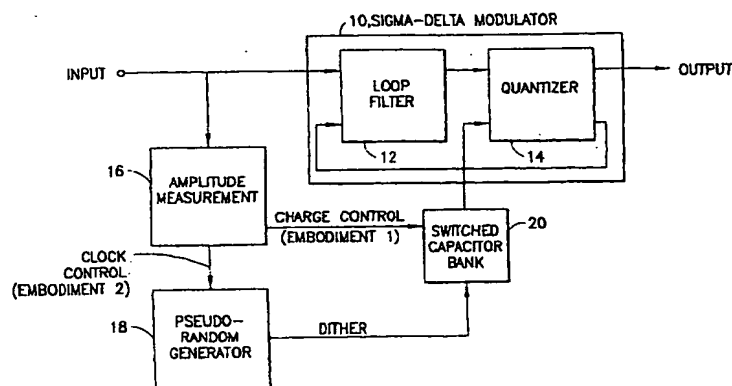 10,SIGMA-DELTA MODULATOR
INPUT
LOOP
FILTER
QUANTIZER
OUTPUT
12
14
16
AMPLITUDE
MEASUREMENT
CHARGE CONTROL
(EMBODIMENT 1)
SWITCHED
CAPACITOR
BANK
20
CLOCK
CONTROL
(EMBODIMENT 2)
18
PSEUDO-
RANDOM
GENERATOR
DITHER